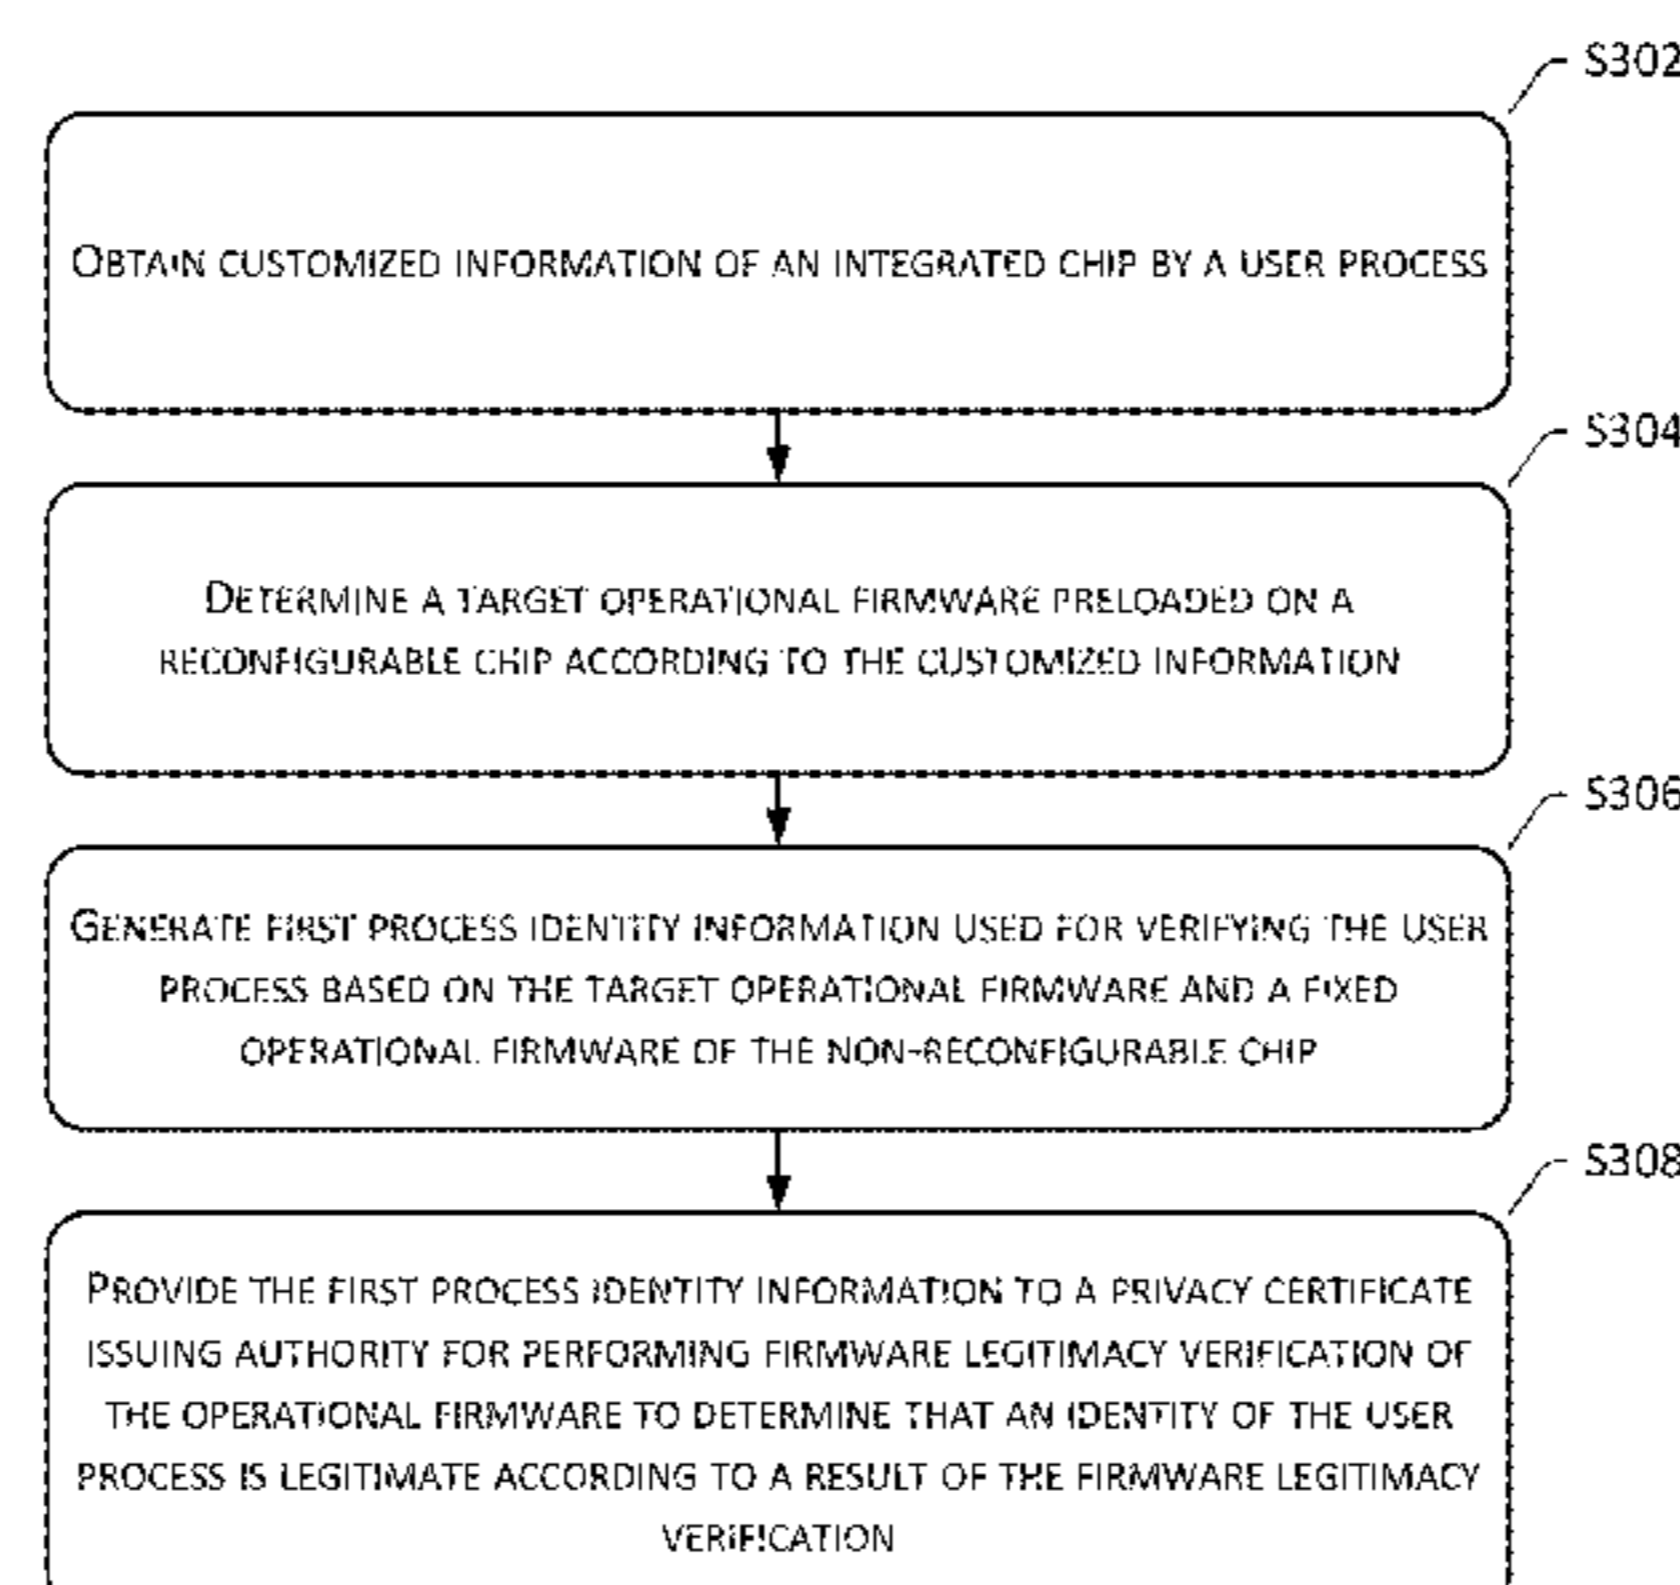 S302
OBTAIN CUSTOMIZED INFORMATION OF AN INTEGRATED CHIP BY A USER PROCESS
S304
DETERMINE A TARGET OPERATIONAL FIRMWARE PRELOADED ON A
RECONFIGURABLE CHIP ACCORDING TO THE CUSTOMIZED INFORMATION
S306
GENERATE FIRST PROCESS IDENTITY INFORMATION USED FOR VERIFYING THE USER
PROCESS BASED ON THE TARGET OPERATIONAL FIRMWARE AND A FIXED
OPERATIONAL FIRMWARE OF THE NON-RECONFIGURABLE CHIP
S308
PROVIDE THE FIRST PROCESS IDENTITY INFORMATION TO A PRIVACY CERTIFICATE
ISSUING AUTHORITY FOR PERFORMING FIRMWARE LEGITIMACY VERIFICATION OF
THE OPERATIONAL FIRMWARE TO DETERMINE THAT AN IDENTITY OF THE USER
PROCESS IS LEGITIMATE ACCORDING TO A RESULT OF THE FIRMWARE LEGITIMACY
VERIFICATION